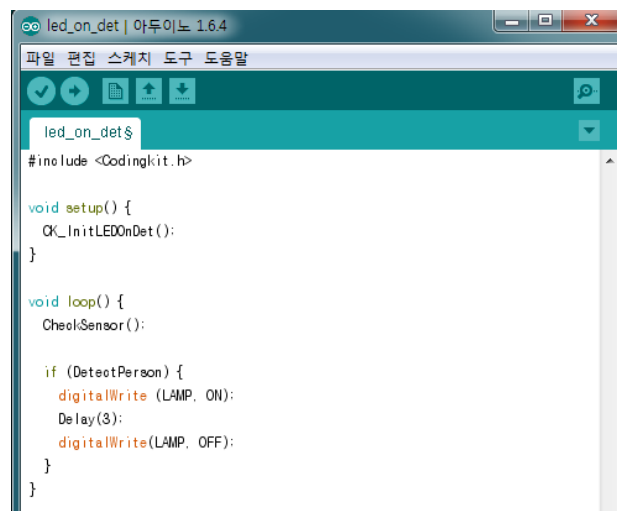 led_on_det | 아두이노 1.6.4
파일 편집 스케치 도구 도움말
led_on_det§
#include <Codingkit.h>
void setup() {
CK_InitLEDOnDet();
}
void loop() {
CheckSensor();
if (DetectPerson) {
digitalWrite (LAMP, ON);
Delay(3);
digitalWrite(LAMP, OFF);
}
}